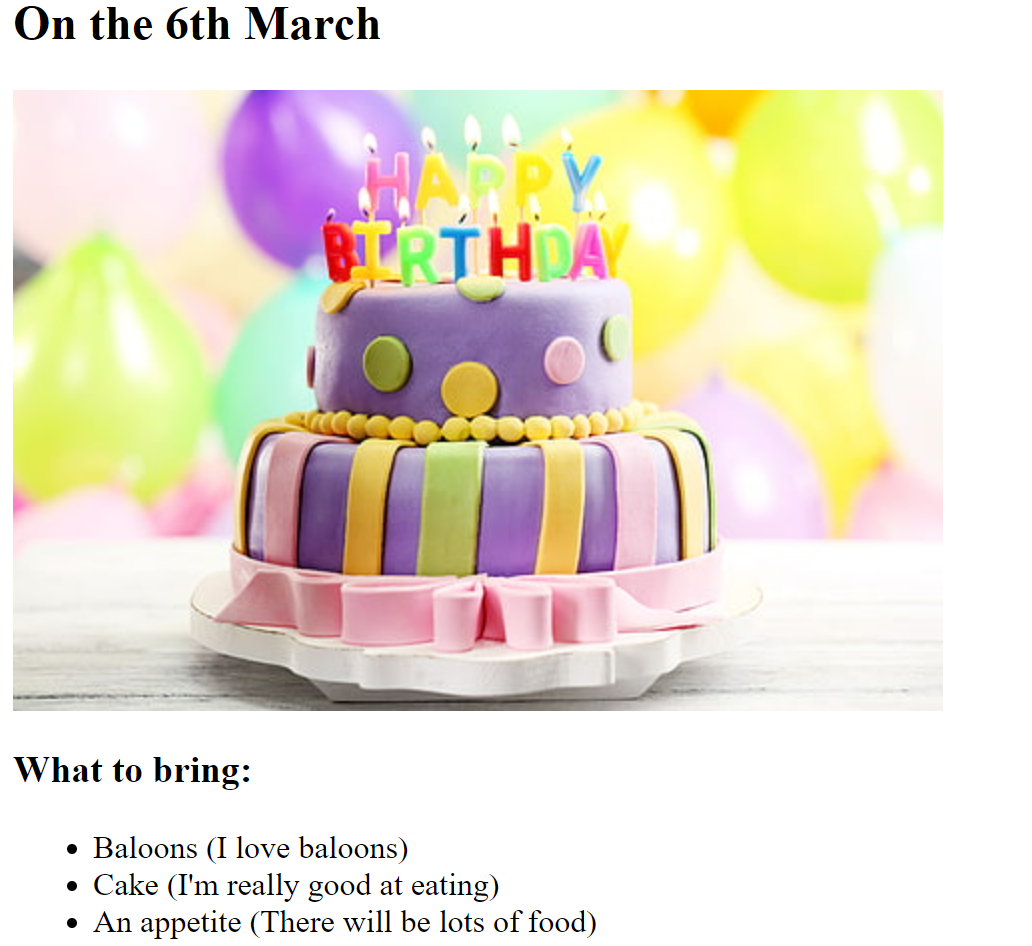 On the 6th March
HAPPY
BIRTHDAY
What to bring:
Baloons (I love baloons)
Cake (I'm really good at eating)
An appetite (There will be lots of food)